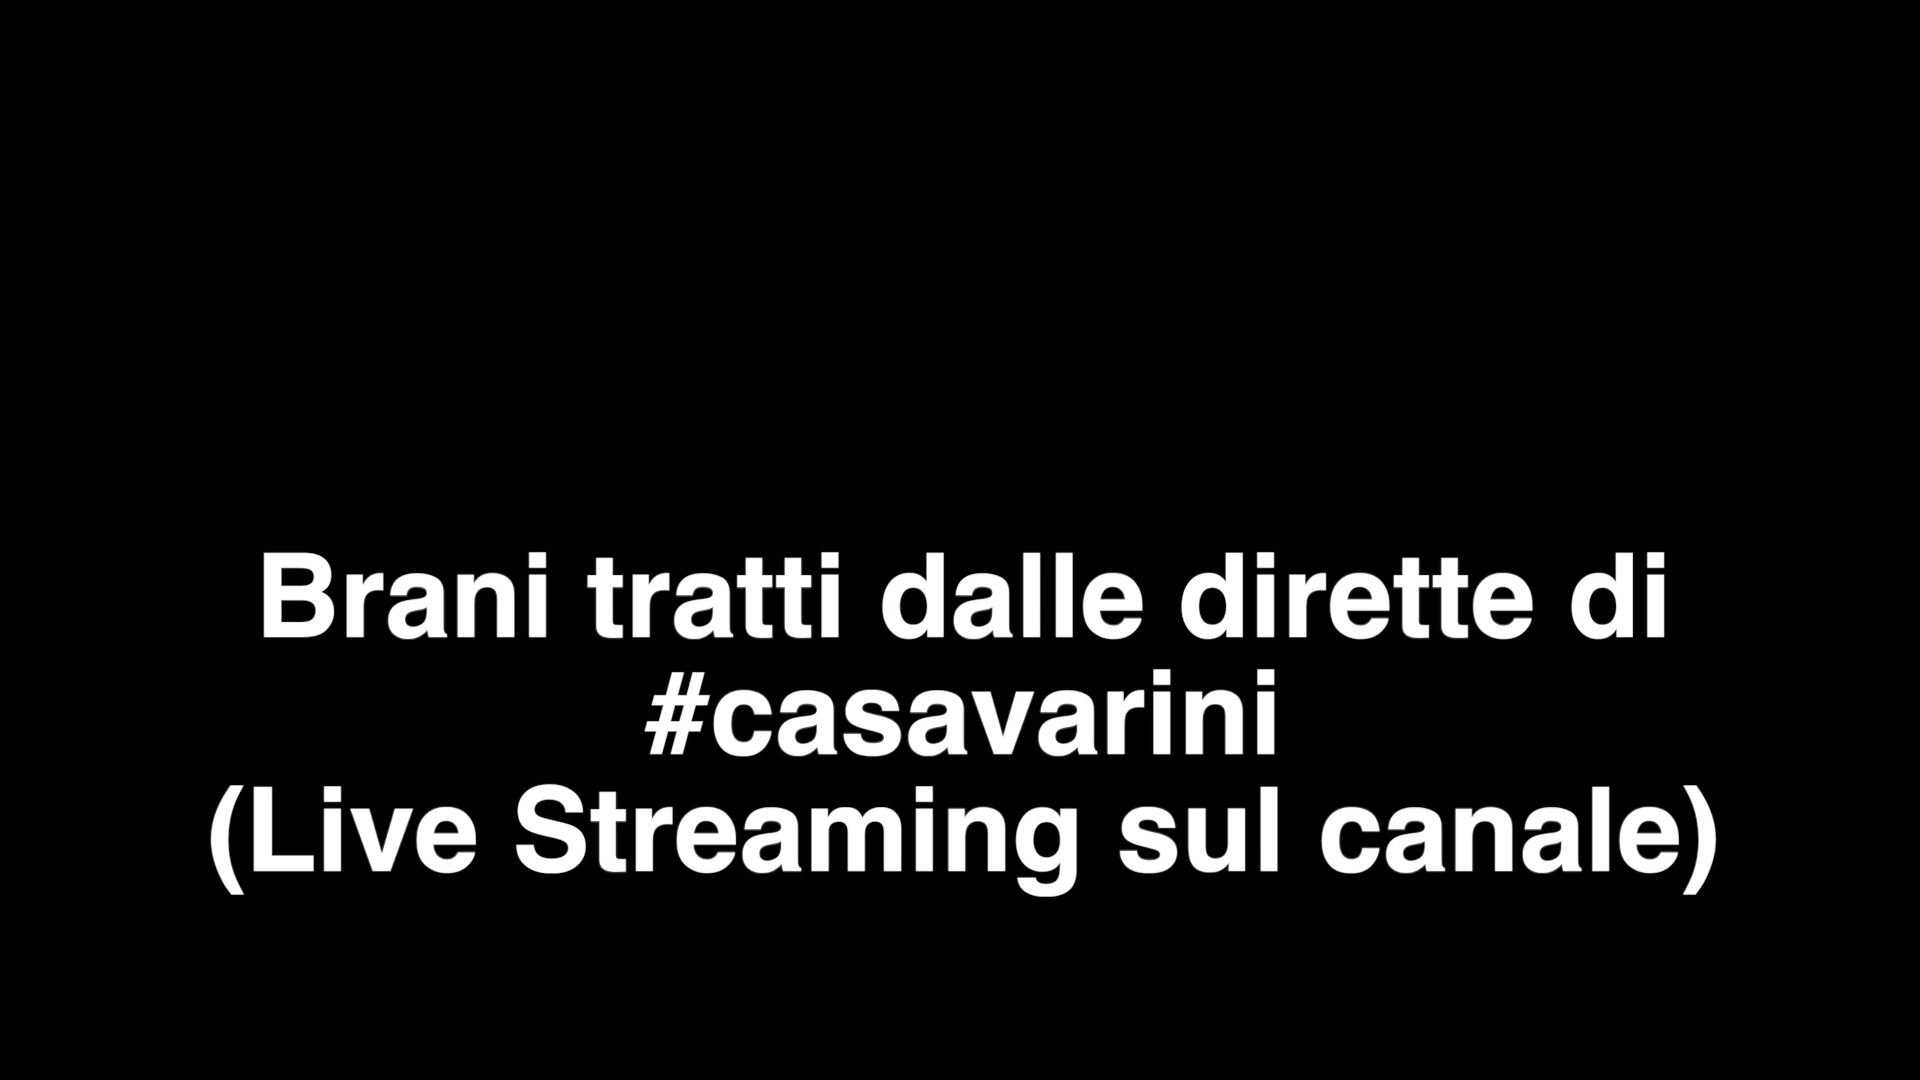 Brani tratti dalle dirette di
#casavarini
(Live Streaming sul canale)